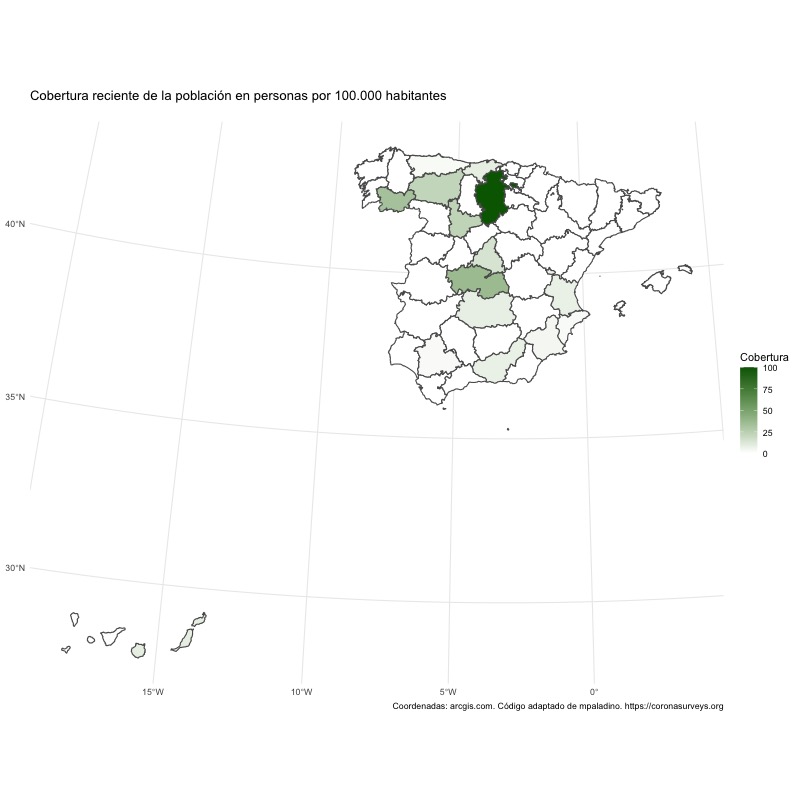 Cobertura reciente de la población en personas por 100.000 habitantes
40°N
35°N
30°N
15°W
10°W
5°W
0°
Cobertura
100
75
50
25
0
Coordenadas: arcgis.com. Código adaptado de mpaladino. https://coronasurveys.org